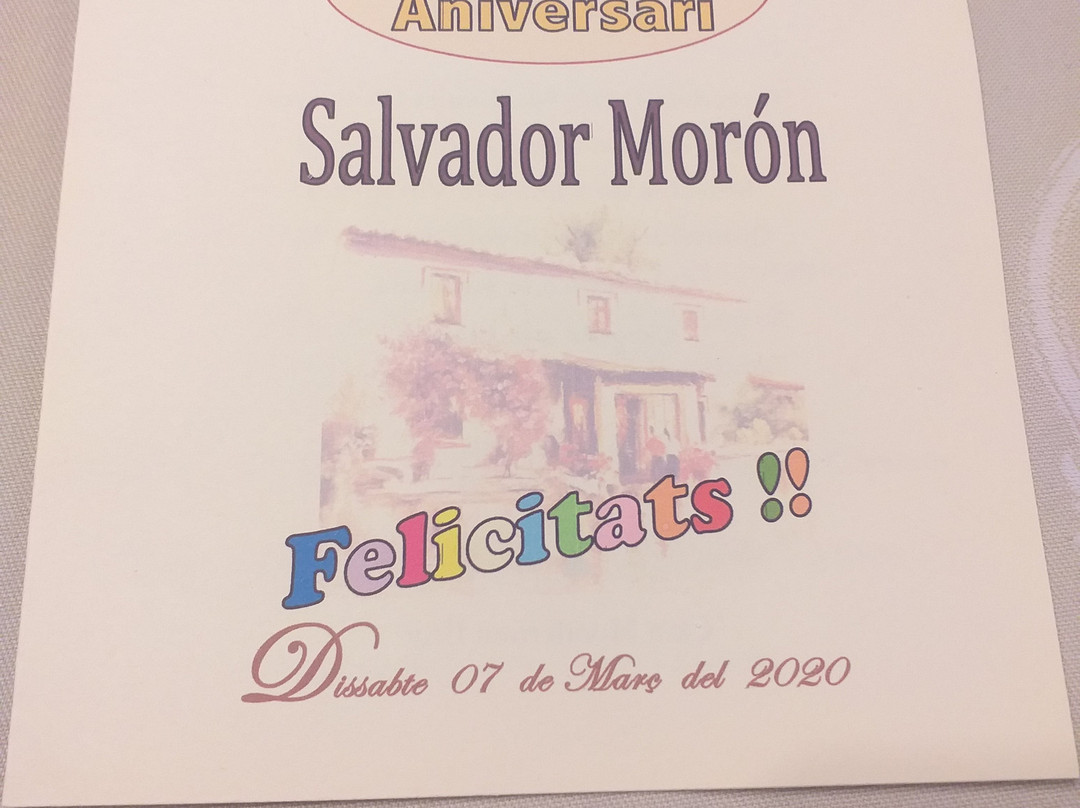 Aniversari
Salvador Morón
Felicitats !!
Dissabte 07 de Març del 2020